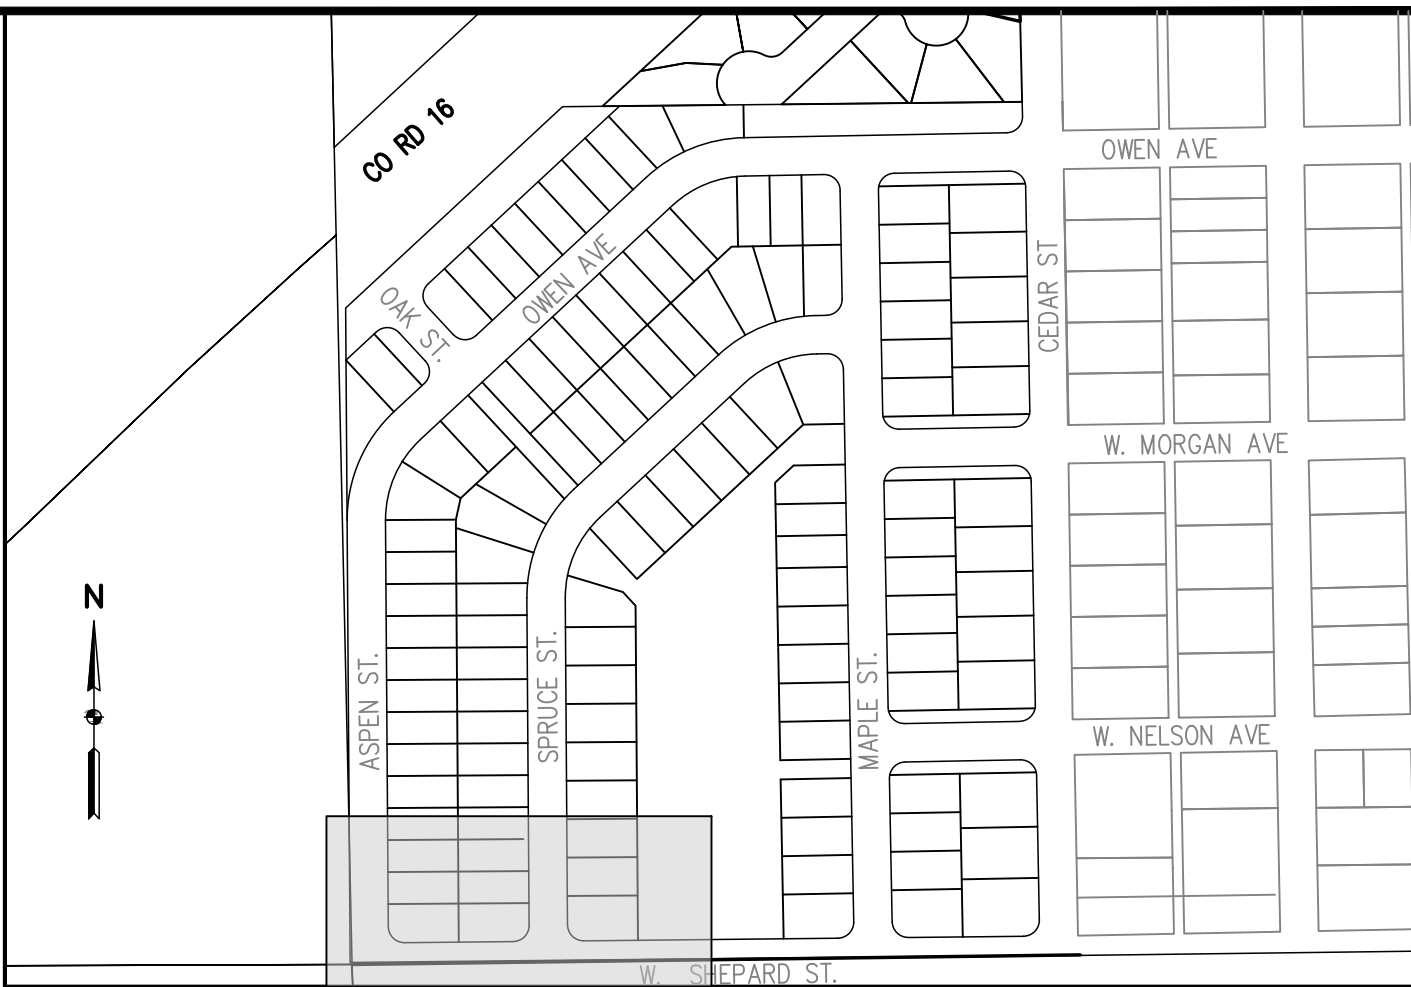 CO RD 16
OWEN AVE
OAK ST.
OWEN AVE
CEDAR ST
W. MORGAN AVE
N
ASPEN ST.
SPRUCE ST.
MAPLE ST.
W. NELSON AVE
W. SHEPARD ST.